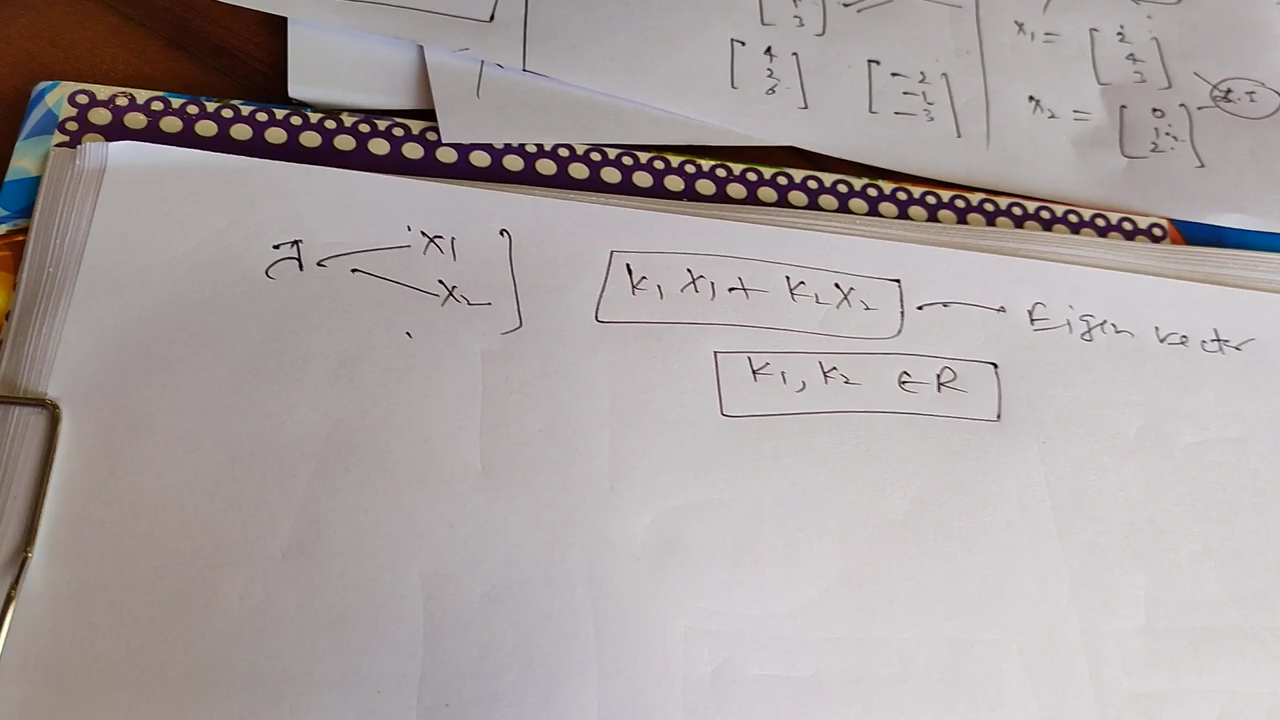 x1 = [2 4 3]
[4 2 3] [-2 -1 -3]
x2 = [0 1 2]
λ x1 ] k1 x1 + k2 x2 Eigen vector
x2
k1, k2 ∈ R